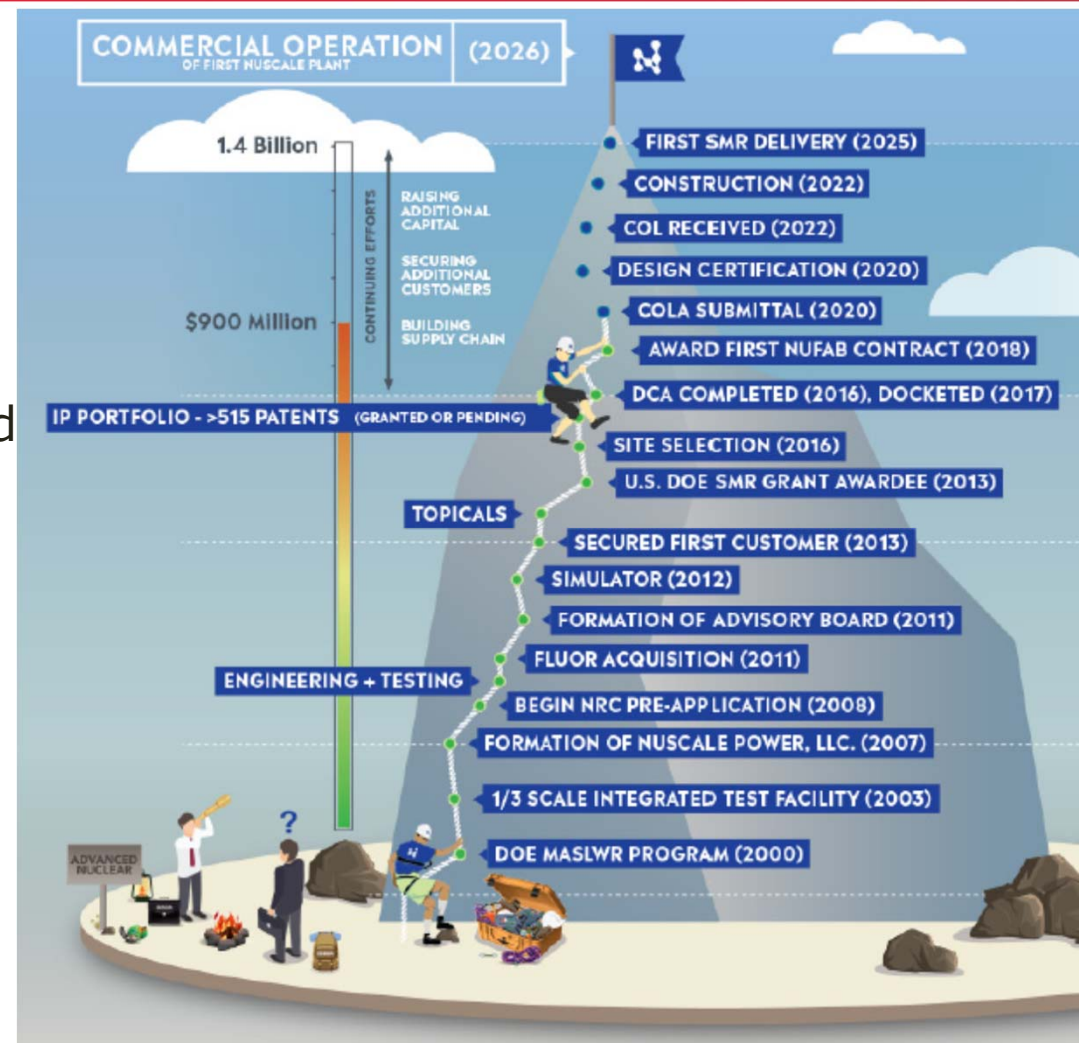 COMMERCIAL OPERATION
OF FIRST NUSCALE PLANT
(2026)
1.4 Billion
FIRST SMR DELIVERY (2025)
CONSTRUCTION (2022)
RAISING
ADDITIONAL
CAPITAL
COL RECEIVED (2022)
CONTINUING EFFORTS
SECURING
ADDITIONAL
CUSTOMERS
DESIGN CERTIFICATION (2020)
COLA SUBMITTAL (2020)
$900 Million
BUILDING
SUPPLY CHAIN
AWARD FIRST NUFAB CONTRACT (2018)
DCA COMPLETED (2016), DOCKETED (2017)
d
IP PORTFOLIO - >515 PATENTS (GRANTED OR PENDING)
SITE SELECTION (2016)
U.S. DOE SMR GRANT AWARDEE (2013)
TOPICALS
SECURED FIRST CUSTOMER (2013)
SIMULATOR (2012)
FORMATION OF ADVISORY BOARD (2011)
FLUOR ACQUISITION (2011)
ENGINEERING + TESTING
BEGIN NRC PRE-APPLICATION (2008)
FORMATION OF NUSCALE POWER, LLC. (2007)
1/3 SCALE INTEGRATED TEST FACILITY (2003)
?
DOE MASLWR PROGRAM (2000)
ADVANCED
NUCLEAR